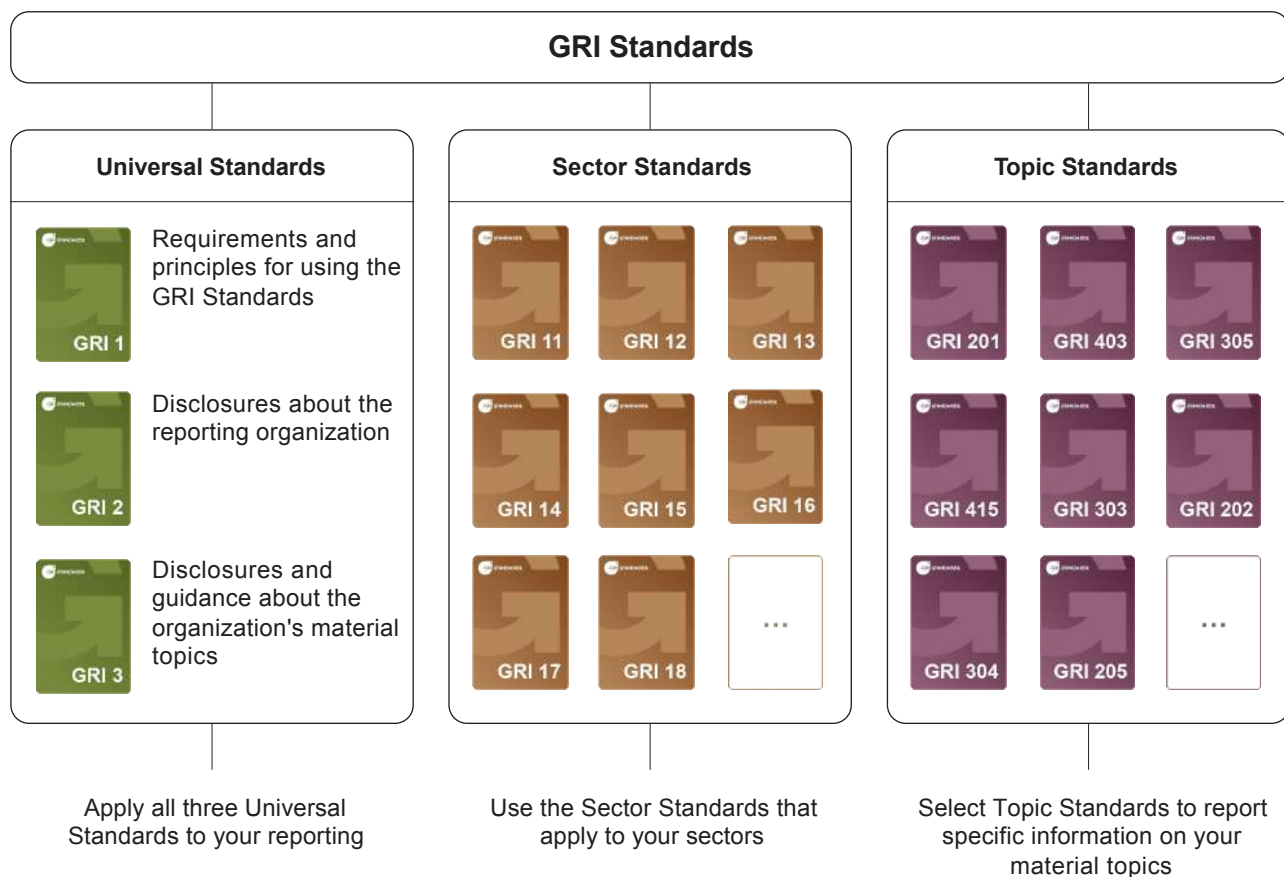 GRI Standards
Universal Standards
GRI 1
Requirements and
principles for using the
GRI Standards
GRI 2
Disclosures about the
reporting organization
GRI 3
Disclosures and
guidance about the
organization's material
topics
Apply all three Universal
Standards to your reporting
Sector Standards
GRI 11
GRI 12
GRI 13
GRI 14
GRI 15
GRI 16
GRI 17
GRI 18
...
Use the Sector Standards that
apply to your sectors
Topic Standards
GRI 201
GRI 403
GRI 305
GRI 415
GRI 303
GRI 202
GRI 304
GRI 205
...
Select Topic Standards to report
specific information on your
material topics